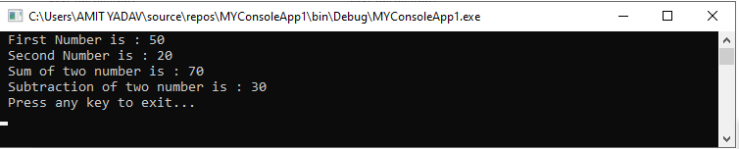 C:\Users\AMIT YADAV\source\repos\MYConsoleApp1\bin\Debug\MYConsoleApp1.exe
First Number is : 50
Second Number is : 20
Sum of two number is : 70
Subtraction of two number is : 30
Press any key to exit...